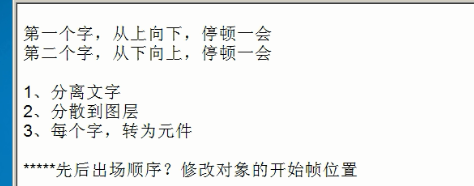 第一个字，从上向下，停顿一会
第二个字，从下向上，停顿一会
1、分离文字
2、分散到图层
3、每个字，转为元件
*****先后出场顺序？修改对象的开始帧位置